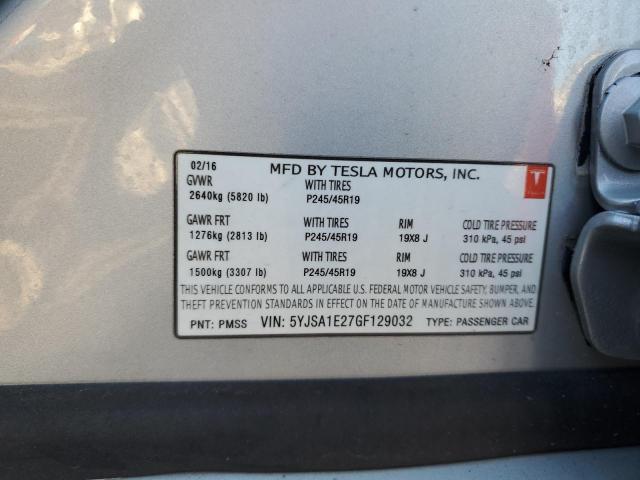 02/16 MFD BY TESLA MOTORS, INC.
GVWR WITH TIRES
2640kg (5820 lb) P245/45R19
GAWR FRT WITH TIRES RIM COLD TIRE PRESSURE
1276kg (2813 lb) P245/45R19 19X8 J 310 kPa, 45 psi
GAWR FRT WITH TIRES RIM COLD TIRE PRESSURE
1500kg (3307 lb) P245/45R19 19X8 J 310 kPa, 45 psi
THIS VEHICLE CONFORMS TO ALL APPLICABLE U.S. FEDERAL MOTOR VEHICLE SAFETY, BUMPER, AND
THEFT PREVENTION STANDARDS IN EFFECT ON THE DATE OF MANUFACTURE SHOWN ABOVE.
PNT: PMSS VIN: 5YJSA1E27GF129032 TYPE: PASSENGER CAR